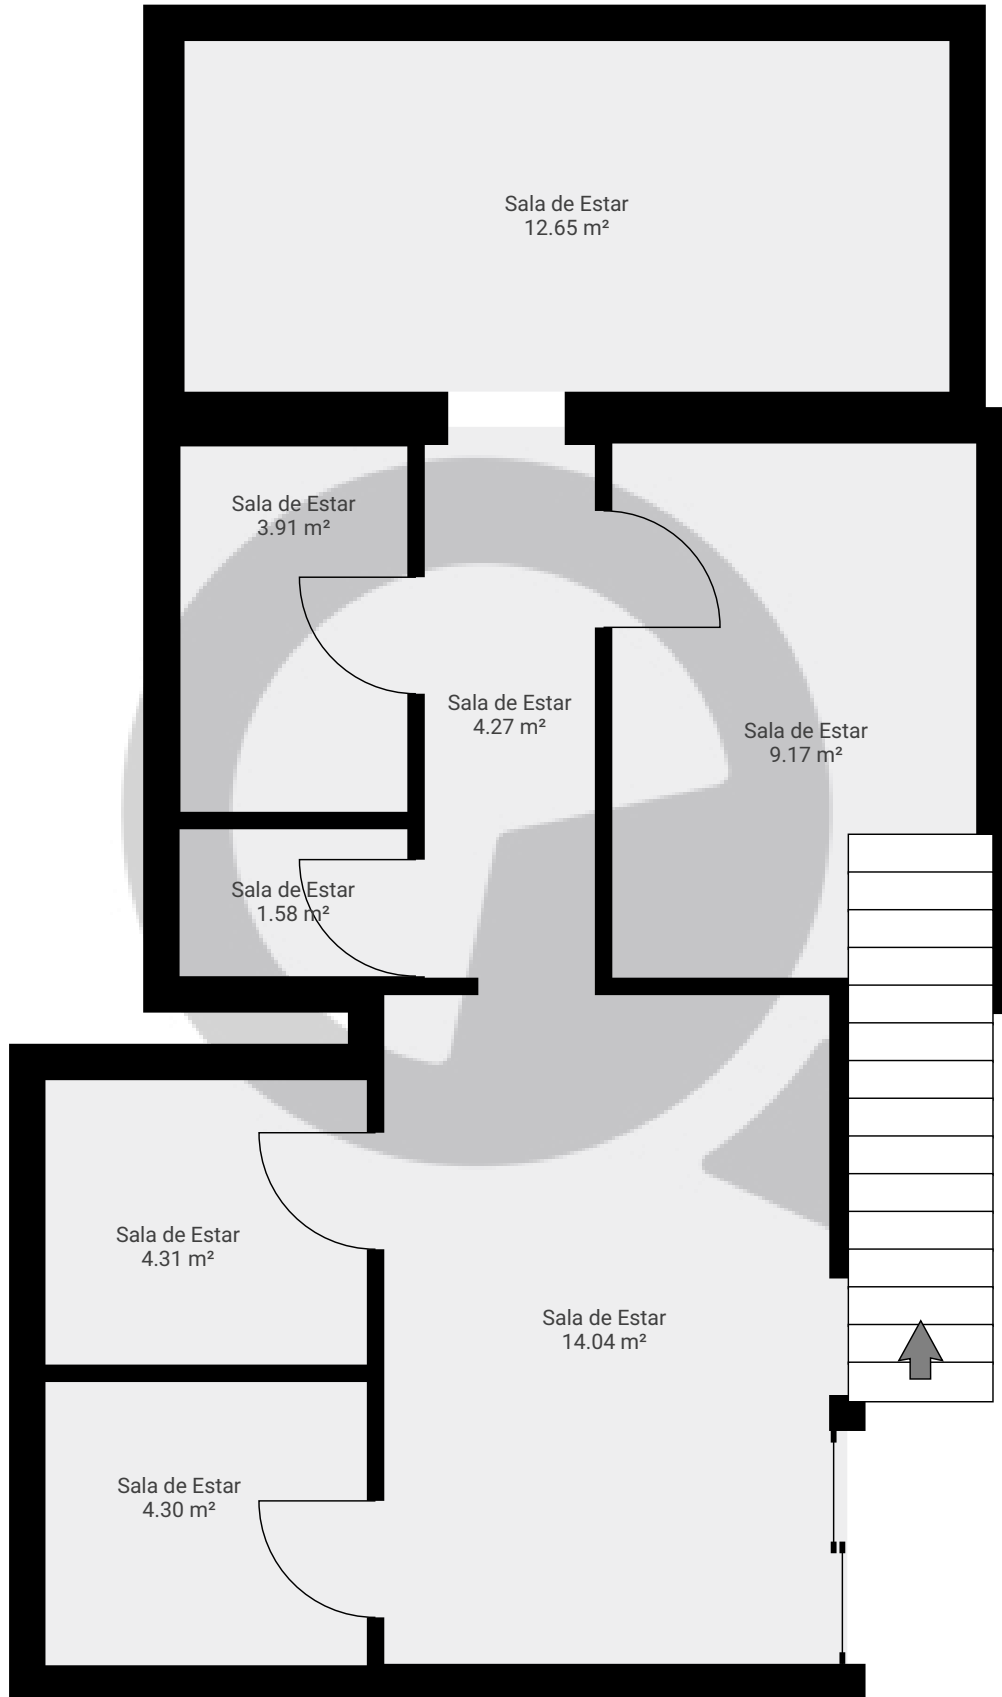 Sala de Estar
12.65 m²
Sala de Estar
3.91 m²
Sala de Estar
4.27 m²
Sala de Estar
9.17 m²
Sala de Estar
1.58 m²
Sala de Estar
4.31 m²
Sala de Estar
14.04 m²
Sala de Estar
4.30 m²